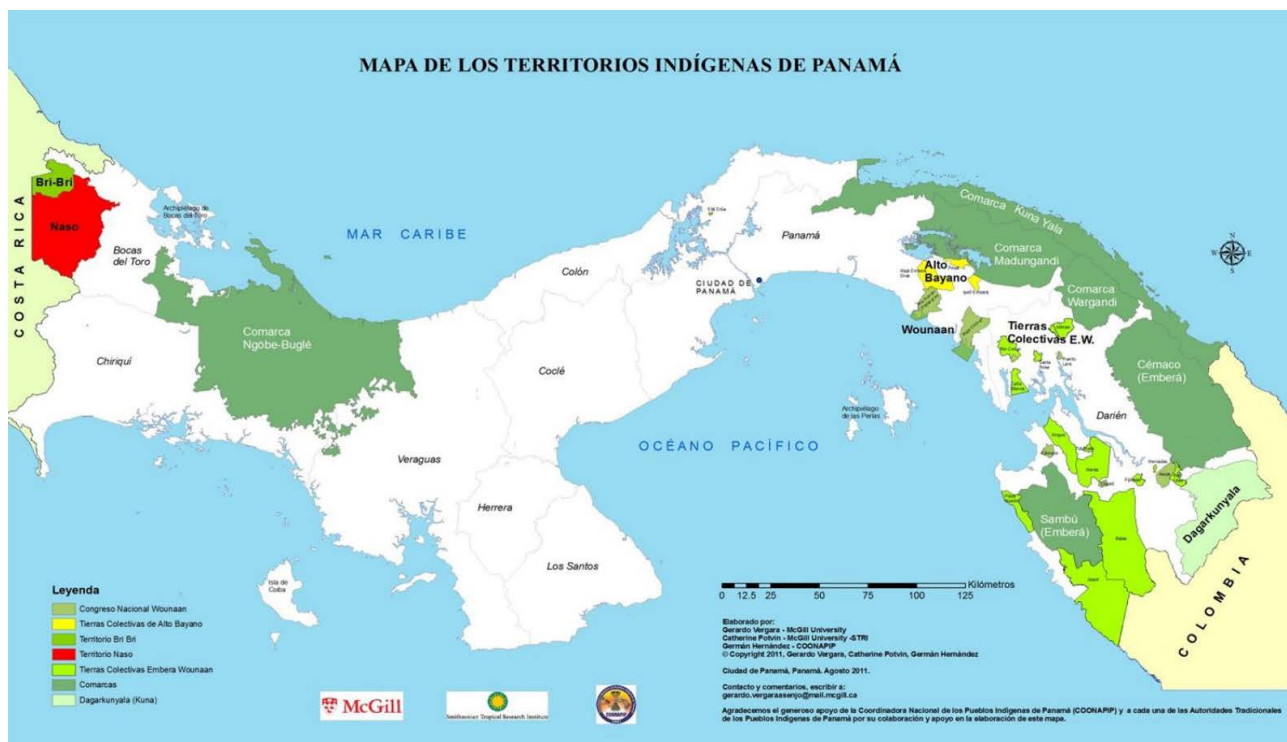 MAPA DE LOS TERRITORIOS INDÍGENAS DE PANAMÁ
COSTA RICA
Bri-Bri
Naso
Bocas
del Toro
Archipiélago de
Bocas del Toro
MAR CARIBE
Chiriquí
Comarca
Ngöbe-Buglé
Veraguas
Coclé
Colón
Herrera
Los Santos
Isla de
Coiba
Panamá
CIUDAD DE
PANAMÁ
OCÉANO PACÍFICO
Archipiélago
de las Perlas
Comarca Kuna Yala
Comarca
Madungandi
Comarca
Wargandi
Alto
Bayano
Wounaan
Tierras
Colectivas E.W.
Cémaco
(Emberá)
Darién
Sambú
(Emberá)
Dagarkunyala
COLOMBIA
N
W E
S
Leyenda
Congreso Nacional Wounaan
Tierras Colectivas de Alto Bayano
Territorio Bri Bri
Territorio Naso
Tierras Colectivas Embera Wounaan
Comarcas
Dagarkunyala (Kuna)
McGill
Smithsonian Tropical Research Institute
COONAPIP
Kilómetros
0 12.5 25 50 75 100 125
Elaborado por:
Gerardo Vergara - McGill University
Catherine Potvin - McGill University -STRI
Germán Hernández - COONAPIP
© Copyright 2011, Gerardo Vergara, Catherine Potvin, Germán Hernández
Ciudad de Panamá, Panamá. Agosto 2011.
Contacto y comentarios, escribir a:
gerardo.vergaraasenjo@mail.mcgill.ca
Agradecemos el generoso apoyo de la Coordinadora Nacional de los Pueblos Indígenas de Panamá (COONAPIP) y a cada una de las Autoridades Tradicionales
de los Pueblos Indígenas de Panamá por su colaboración y apoyo en la elaboración de este mapa.